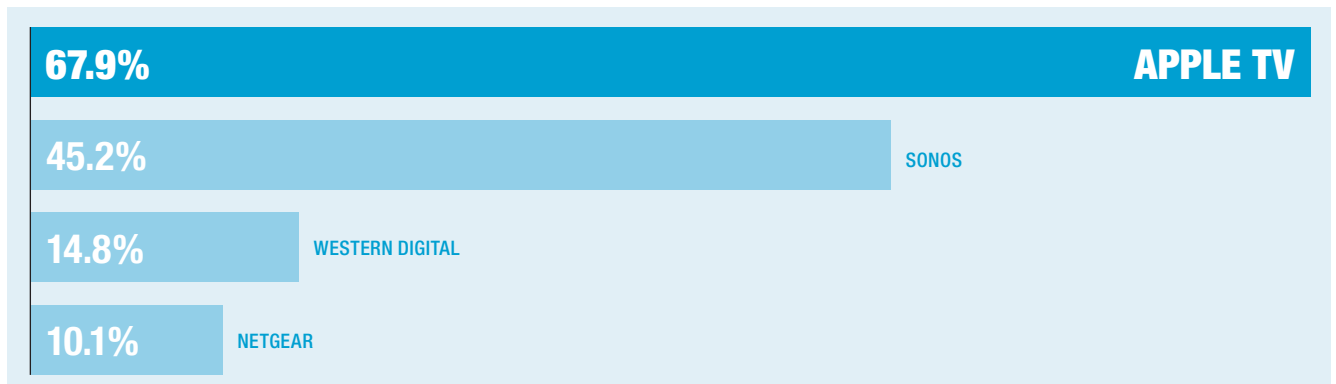 67.9% APPLE TV
45.2% SONOS
14.8% WESTERN DIGITAL
10.1% NETGEAR